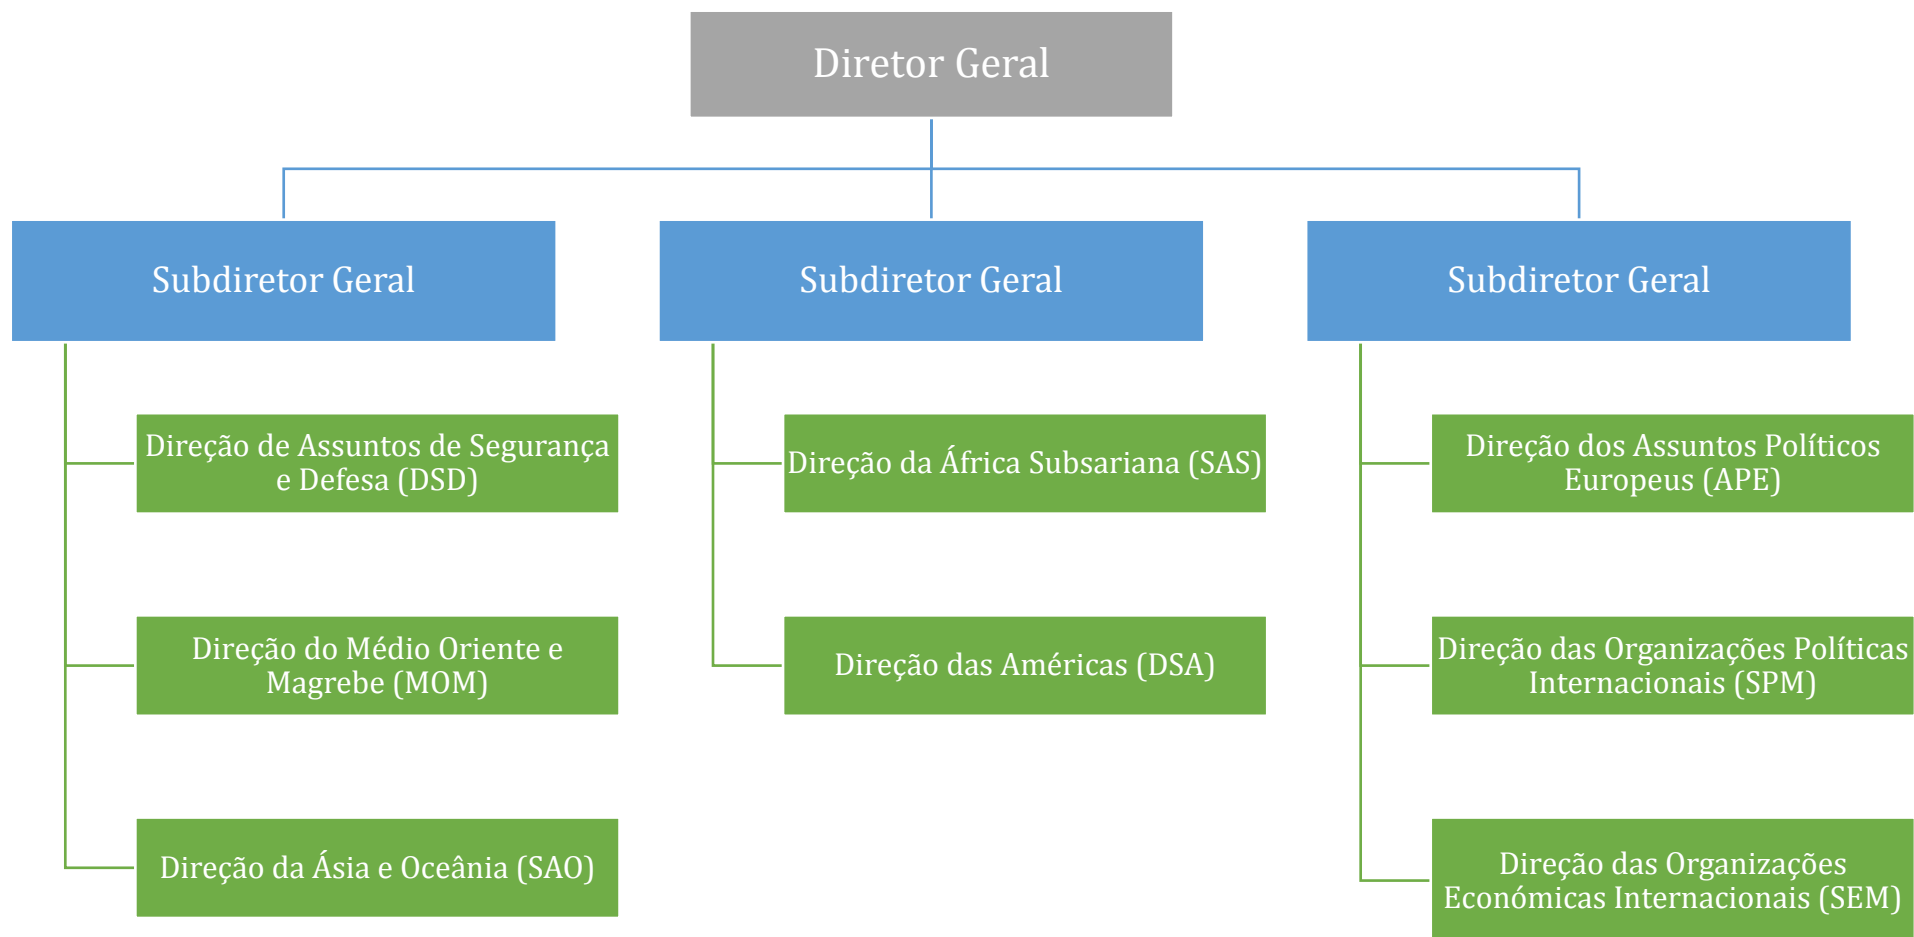 Diretor Geral
Subdiretor Geral
Direção de Assuntos de Segurança
e Defesa (DSD)
Direção do Médio Oriente e
Magrebe (MOM)
Direção da Ásia e Oceânia (SAO)
Subdiretor Geral
Direção da África Subsariana (SAS)
Direção das Américas (DSA)
Subdiretor Geral
Direção dos Assuntos Políticos
Europeus (APE)
Direção das Organizações Políticas
Internacionais (SPM)
Direção das Organizações
Económicas Internacionais (SEM)